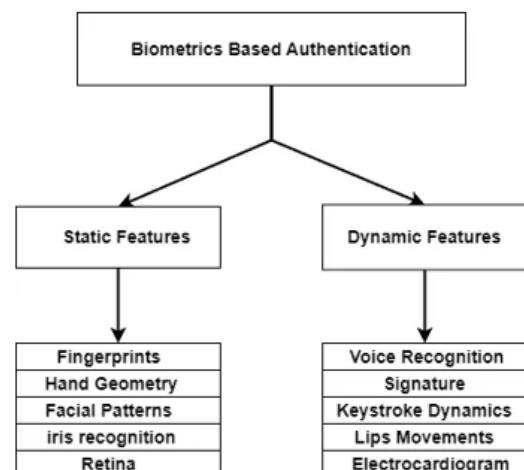 Biometrics Based Authentication
Static Features
Dynamic Features
Fingerprints
Hand Geometry
Facial Patterns
iris recognition
Retina
Voice Recognition
Signature
Keystroke Dynamics
Lips Movements
Electrocardiogram